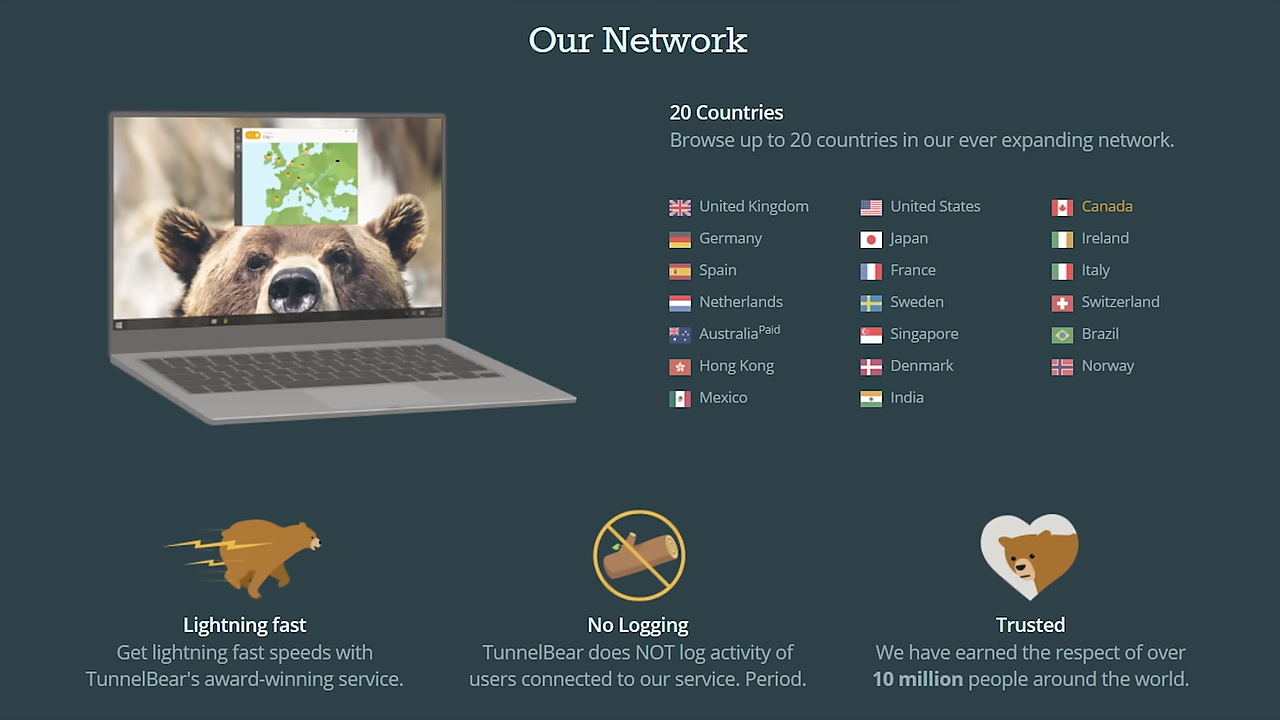 Our Network
20 Countries
Browse up to 20 countries in our ever expanding network.
United Kingdom
United States
Canada
Germany
Japan
Ireland
Spain
France
Italy
Netherlands
Sweden
Switzerland
AustraliaPaid
Singapore
Brazil
Hong Kong
Denmark
Norway
Mexico
India
Lightning fast
Get lightning fast speeds with
TunnelBear's award-winning service.
No Logging
TunnelBear does NOT log activity of
users connected to our service. Period.
Trusted
We have earned the respect of over
10 million people around the world.